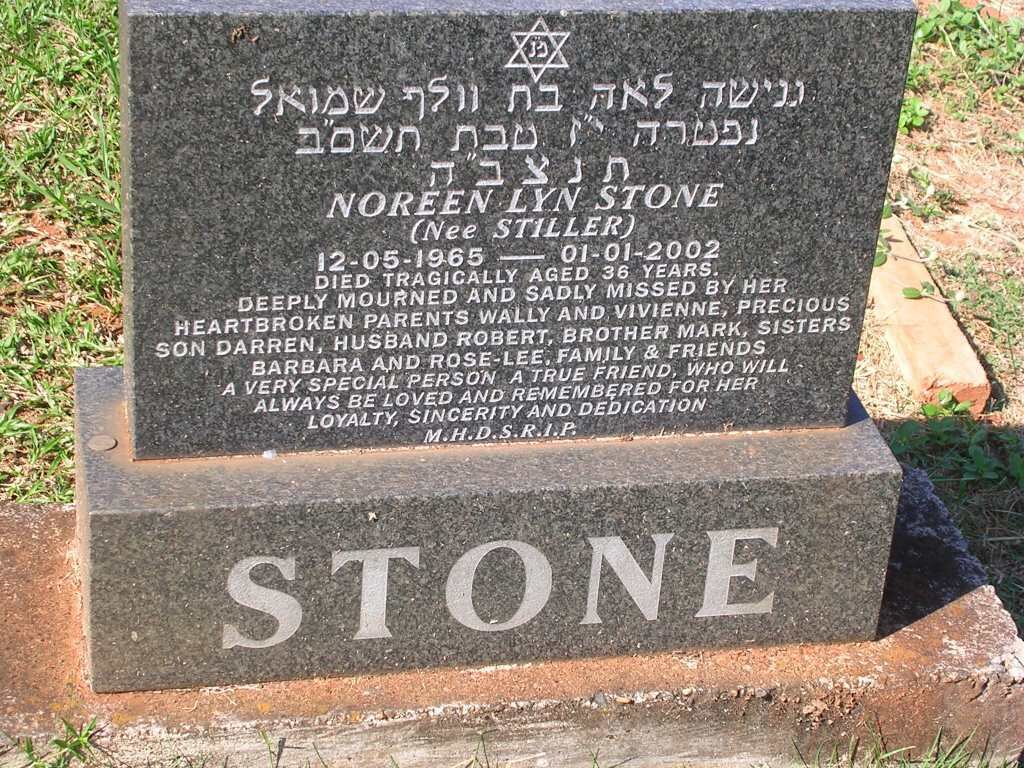 פ"נ
ננישה לאה בת וולף שמואל
נפטרה י"ז טבת תשס"ב
ת נ צ ב"ה
NOREEN LYN STONE
(Nee STILLER)
12-05-1965 — 01-01-2002
DIED TRAGICALLY AGED 36 YEARS.
DEEPLY MOURNED AND SADLY MISSED BY HER
HEARTBROKEN PARENTS WALLY AND VIVIENNE, PRECIOUS
SON DARREN, HUSBAND ROBERT, BROTHER MARK, SISTERS
BARBARA AND ROSE-LEE, FAMILY & FRIENDS
A VERY SPECIAL PERSON A TRUE FRIEND, WHO WILL
ALWAYS BE LOVED AND REMEMBERED FOR HER
LOYALTY, SINCERITY AND DEDICATION
M.H.D.S.R.I.P.
STONE